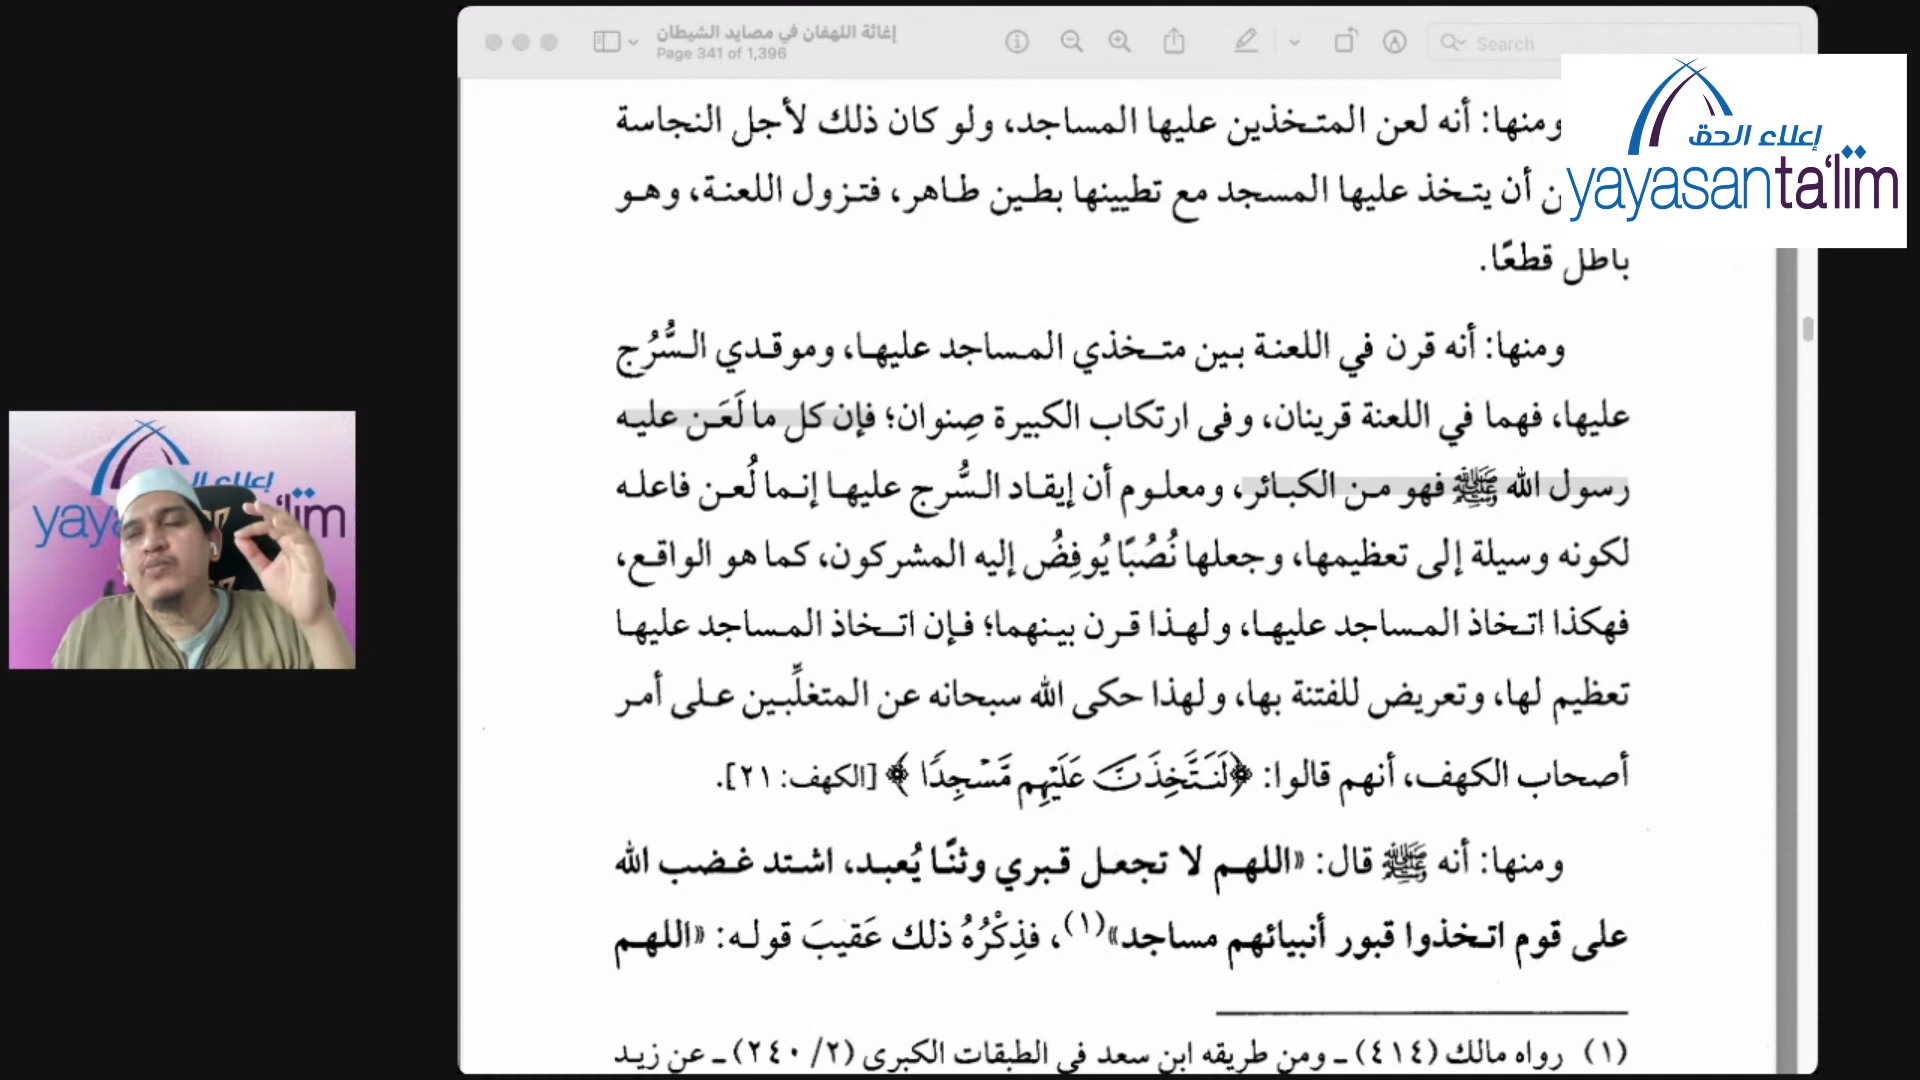 إغاثة اللهفان في مصايد الشيطان
Page 341 of 1,396
Search
إعلاء الحق
yayasanta'lim
ومنها: أنه لعن المتخذين عليها المساجد، ولو كان ذلك لأجل النجاسة
أن يتخذ عليها المسجد مع تطيينها بطين طاهر، فتزول اللعنة، وهو
باطل قطعًا.
ومنها: أنه قرن في اللعنة بين متخذي المساجد عليها، وموقدي السُّرُج
عليها، فهما في اللعنة قرينان، وفى ارتكاب الكبيرة صِنوان؛ فإن كل ما لَعَن عليه
رسول الله ﷺ فهو من الكبائر، ومعلوم أن إيقاد السُّرج عليها إنما لُعن فاعله
لكونه وسيلة إلى تعظيمها، وجعلها نُصُبًا يُوفِضُ إليه المشركون، كما هو الواقع،
فهكذا اتخاذ المساجد عليها، ولهذا قرن بينهما؛ فإن اتخاذ المساجد عليها
تعظيم لها، وتعريض للفتنة بها، ولهذا حكى الله سبحانه عن المتغلِّبين على أمر
أصحاب الكهف، أنهم قالوا: ﴿لَنَتَّخِذَنَّ عَلَيْهِم مَّسْجِدًا﴾ [الكهف: ٢١].
ومنها: أنه ﷺ قال: «اللهم لا تجعل قبري وثنًا يُعبد، اشتد غضب الله
على قوم اتخذوا قبور أنبيائهم مساجد»(١)، فذِكْرُهُ ذلك عَقيبَ قوله: «اللهم
(١) رواه مالك (٤١٤) ـ ومن طريقه ابن سعد في الطبقات الكبرى (٢/ ٢٤٠) ـ عن زيد